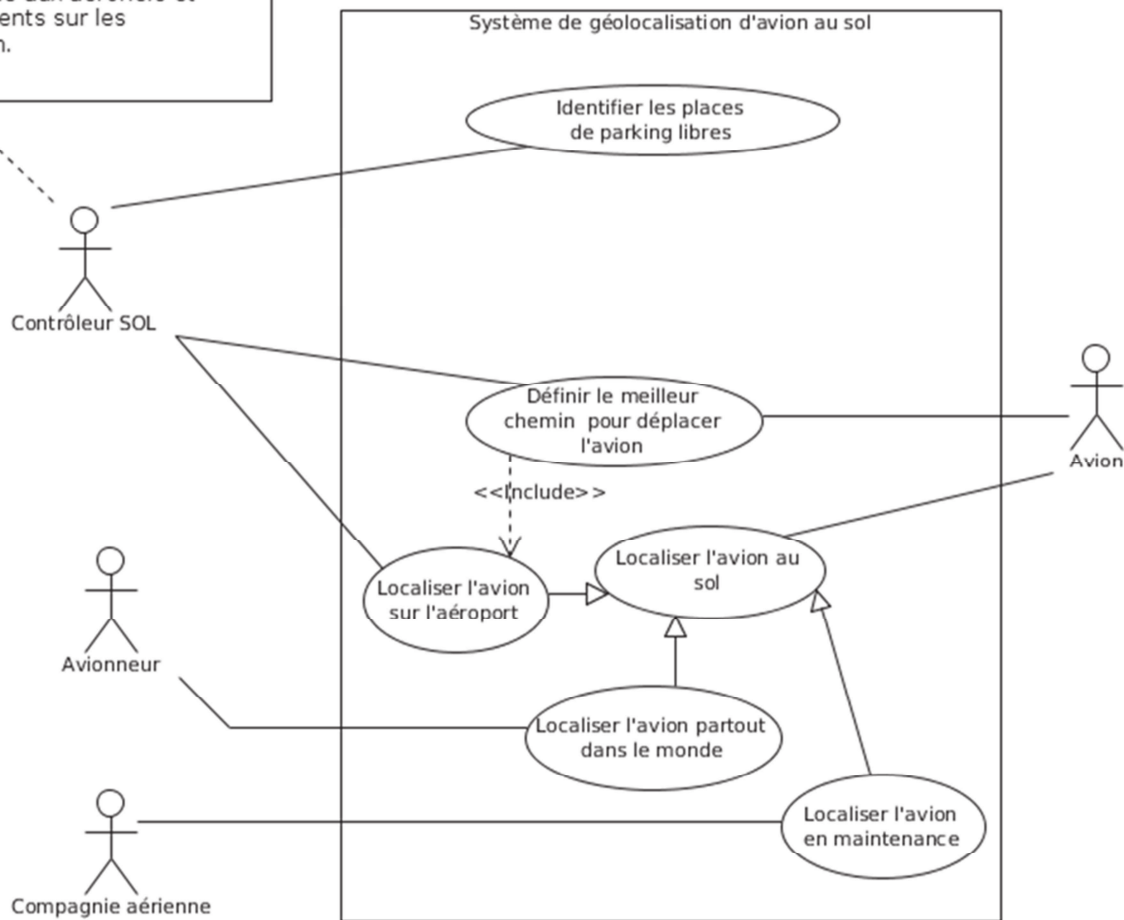 ents sur les
Système de géolocalisation d'avion au sol
Identifier les places
de parking libres
Contrôleur SOL
Définir le meilleur
chemin pour déplacer
l'avion
Avion
<<Include>>
Localiser l'avion au
sol
Localiser l'avion
sur l'aéroport
Avionneur
Localiser l'avion partout
dans le monde
Localiser l'avion
en maintenance
Compagnie aérienne